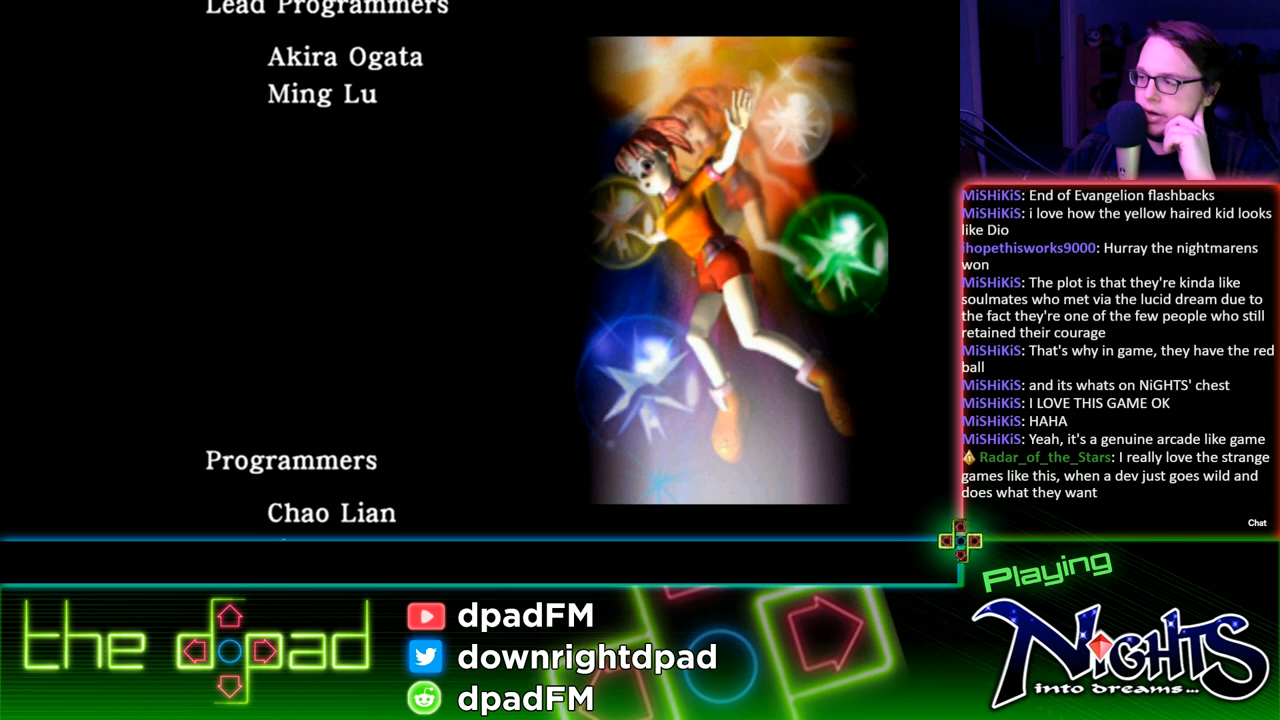 Lead Programmers
Akira Ogata
Ming Lu
Programmers
Chao Lian
MiSHiKiS: End of Evangelion flashbacks
MiSHiKiS: i love how the yellow haired kid looks
like Dio
ihopethisworks9000: Hurray the nightmarens
won
MiSHiKiS: The plot is that they're kinda like
soulmates who met via the lucid dream due to
the fact they're one of the few people who still
retained their courage
MiSHiKiS: That's why in game, they have the red
ball
MiSHiKiS: and its whats on NiGHTS' chest
MiSHiKiS: I LOVE THIS GAME OK
MiSHiKiS: HAHA
MiSHiKiS: Yeah, it's a genuine arcade like game
Radar_of_the_Stars: I really love the strange
games like this, when a dev just goes wild and
does what they want
Chat
Playing
NiGHTS
into dreams...
the dpad
dpadFM
downrightdpad
dpadFM